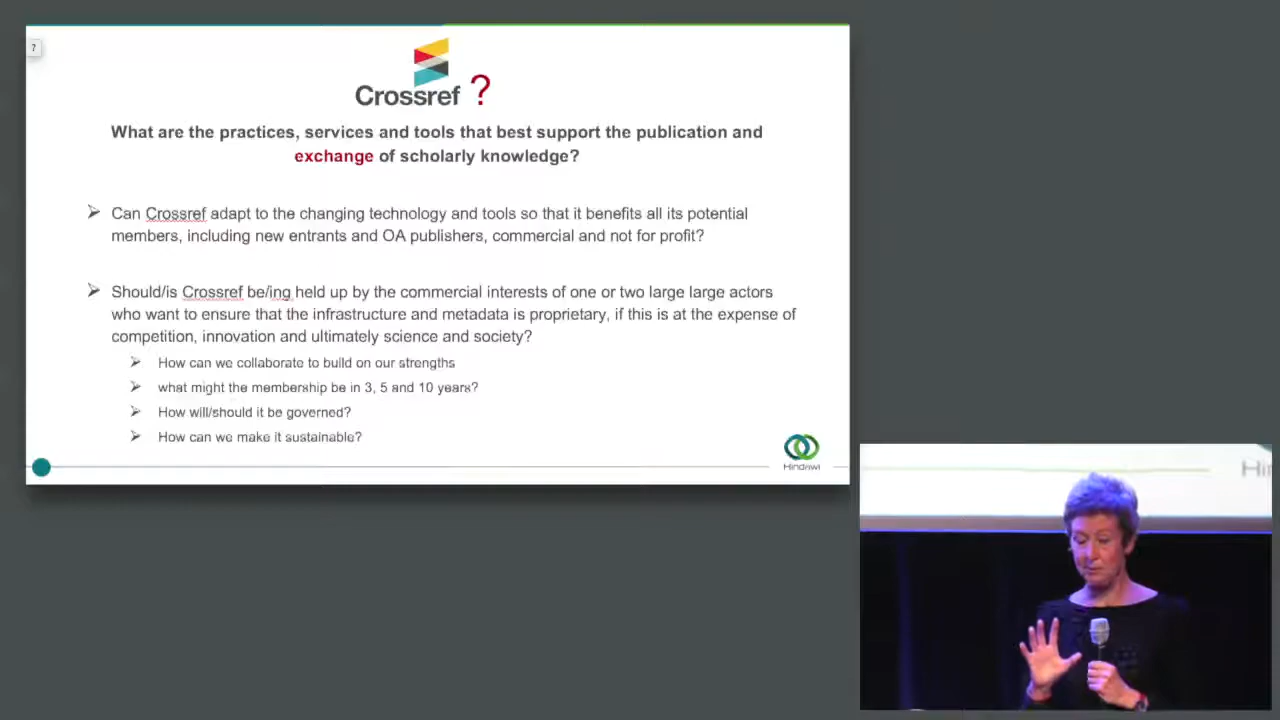 ?
Crossref ?
What are the practices, services and tools that best support the publication and
exchange of scholarly knowledge?
➢ Can Crossref adapt to the changing technology and tools so that it benefits all its potential
members, including new entrants and OA publishers, commercial and not for profit?
➢ Should/is Crossref be/ing held up by the commercial interests of one or two large large actors
who want to ensure that the infrastructure and metadata is proprietary, if this is at the expense of
competition, innovation and ultimately science and society?
➢ How can we collaborate to build on our strengths
➢ what might the membership be in 3, 5 and 10 years?
➢ How will/should it be governed?
➢ How can we make it sustainable?
Hindawi
Hi